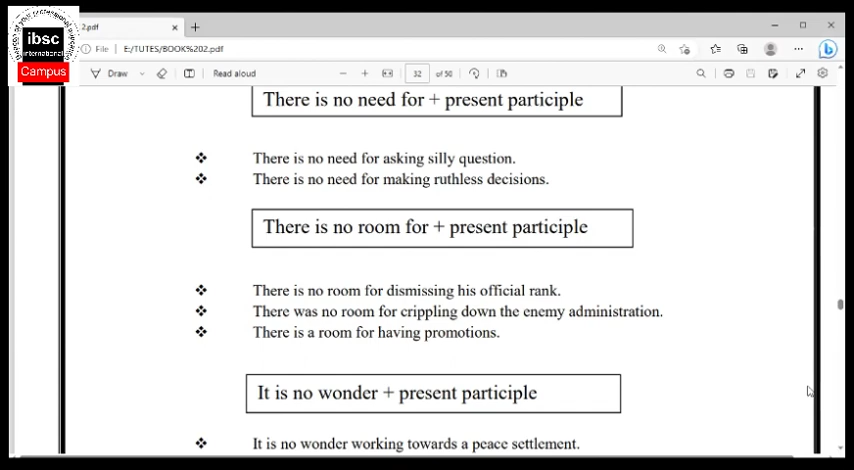 ibsc
international
Campus
2.pdf
File E:/TUTES/BOOK%202.pdf
Draw Read aloud 32 of 50
There is no need for + present participle
❖ There is no need for asking silly question.
❖ There is no need for making ruthless decisions.
There is no room for + present participle
❖ There is no room for dismissing his official rank.
❖ There was no room for crippling down the enemy administration.
❖ There is a room for having promotions.
It is no wonder + present participle
❖ It is no wonder working towards a peace settlement.